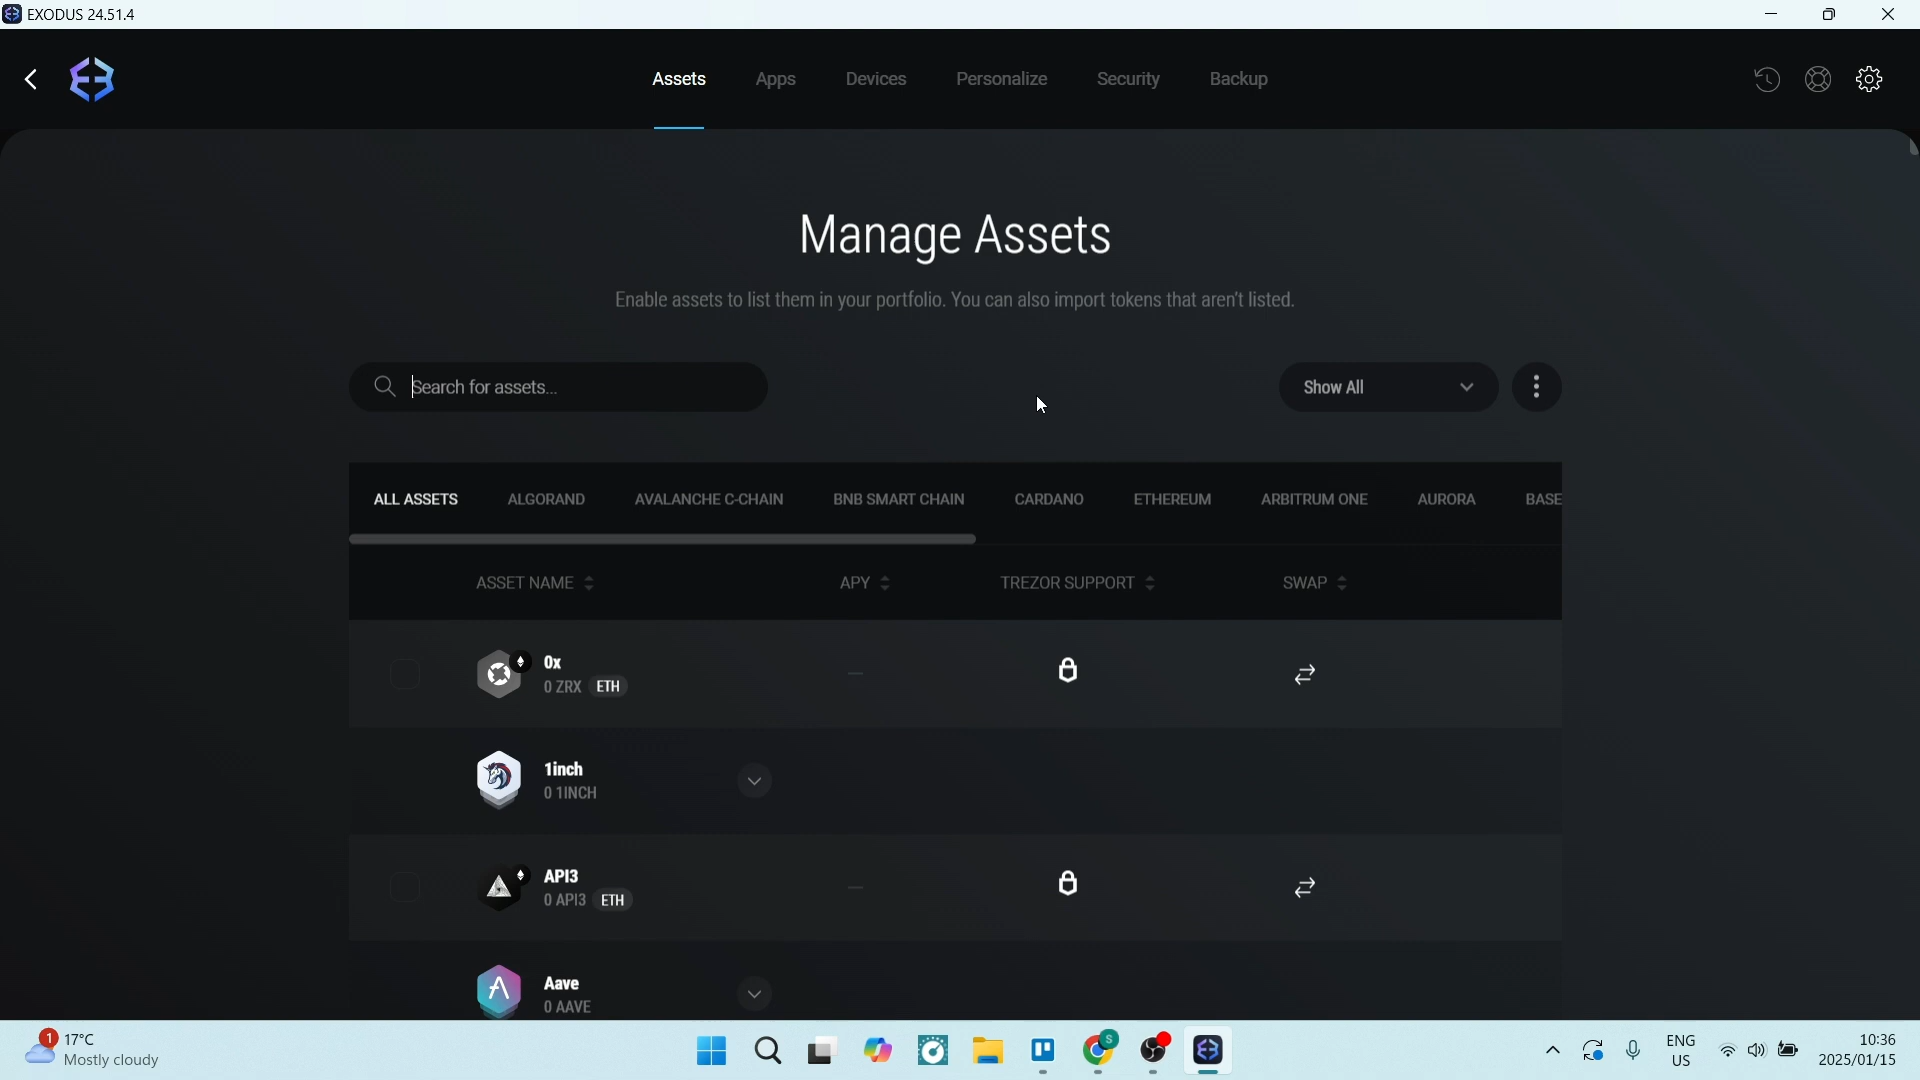 EXODUS 24.51.4
Assets Apps Devices Personalize Security Backup
Manage Assets
Enable assets to list them in your portfolio. You can also import tokens that aren't listed.
Search for assets...
Show All
ALL ASSETS ALGORAND AVALANCHE C-CHAIN BNB SMART CHAIN CARDANO ETHEREUM ARBITRUM ONE AURORA BASE
ASSET NAME APY TREZOR SUPPORT SWAP
0x
0 ZRX ETH
1inch
0 1INCH
API3
0 API3 ETH
Aave
0 AAVE
1
17°C
Mostly cloudy
S
ENG
US
10:36
2025/01/15